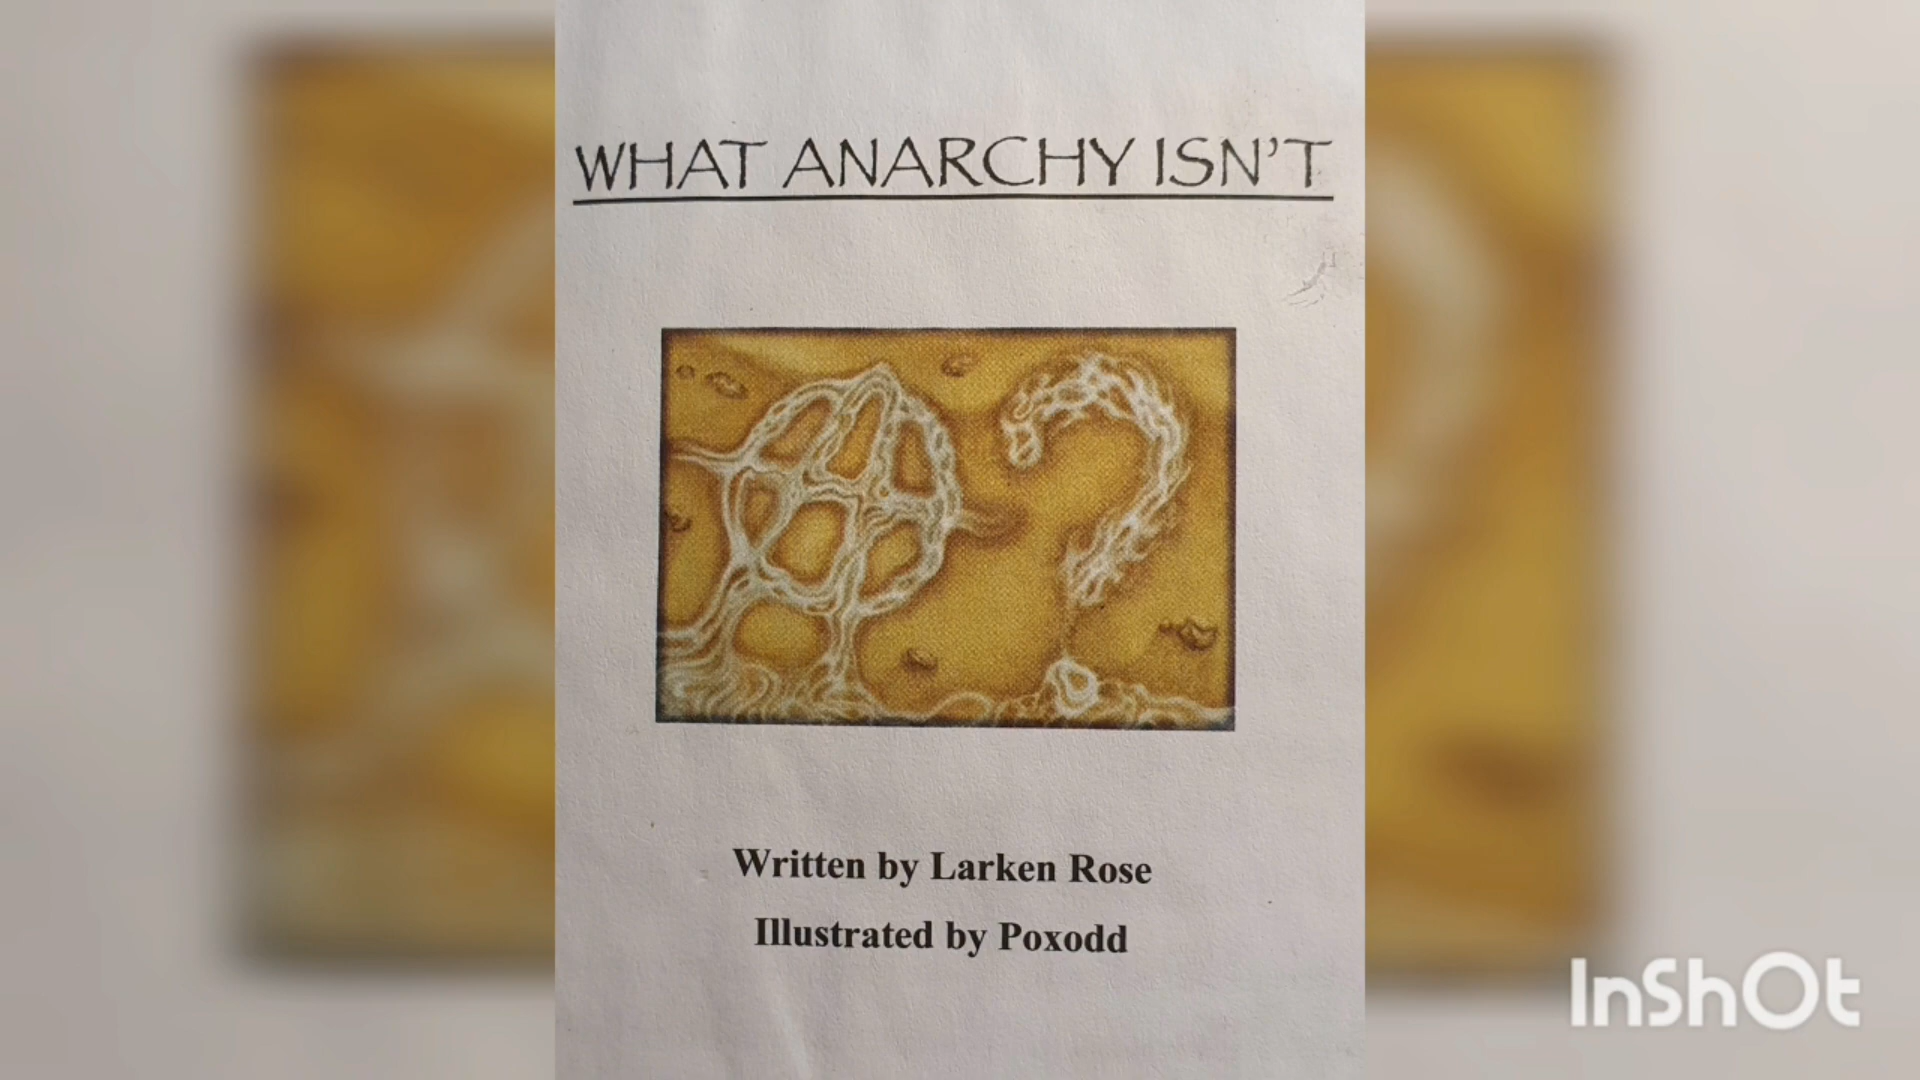 WHAT ANARCHY ISN'T
Written by Larken Rose
Illustrated by Poxodd
InShOt